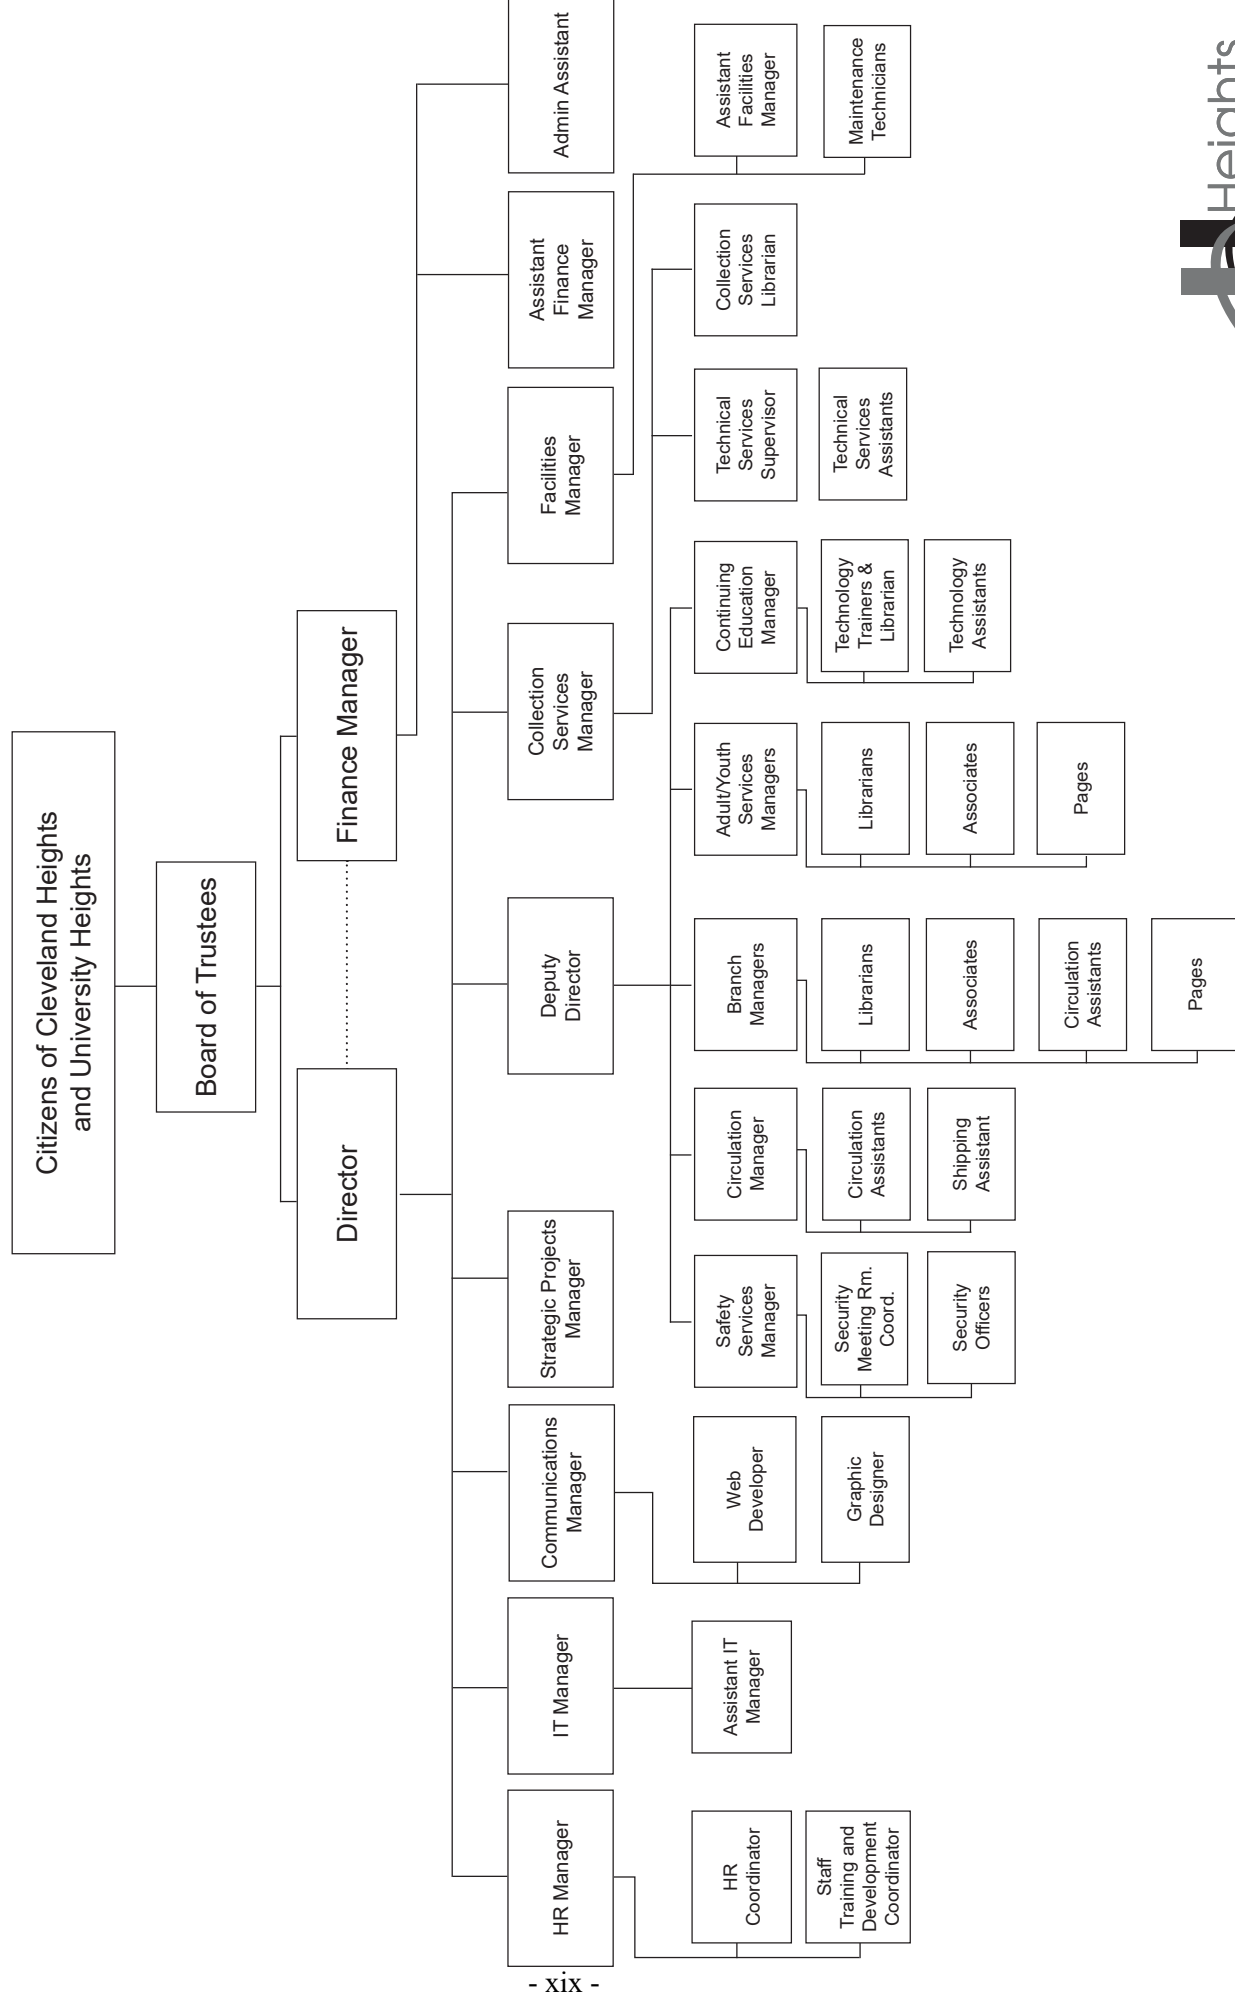 Citizens of Cleveland Heights
and University Heights
Board of Trustees
Director
Finance Manager
HR Manager
IT Manager
Communications
Manager
Strategic Projects
Manager
Deputy
Director
Collection
Services
Manager
Facilities
Manager
Assistant
Finance
Manager
Admin Assistant
HR
Coordinator
Staff
Training and
Development
Coordinator
Assistant IT
Manager
Web
Developer
Graphic
Designer
Safety
Services
Manager
Security
Meeting Rm.
Coord.
Security
Officers
Circulation
Manager
Circulation
Assistants
Shipping
Assistant
Branch
Managers
Librarians
Associates
Circulation
Assistants
Pages
Adult/Youth
Services
Managers
Librarians
Associates
Pages
Continuing
Education
Manager
Technology
Trainers &
Librarian
Technology
Assistants
Technical
Services
Supervisor
Technical
Services
Assistants
Collection
Services
Librarian
Assistant
Facilities
Manager
Maintenance
Technicians
Heights
- xix -